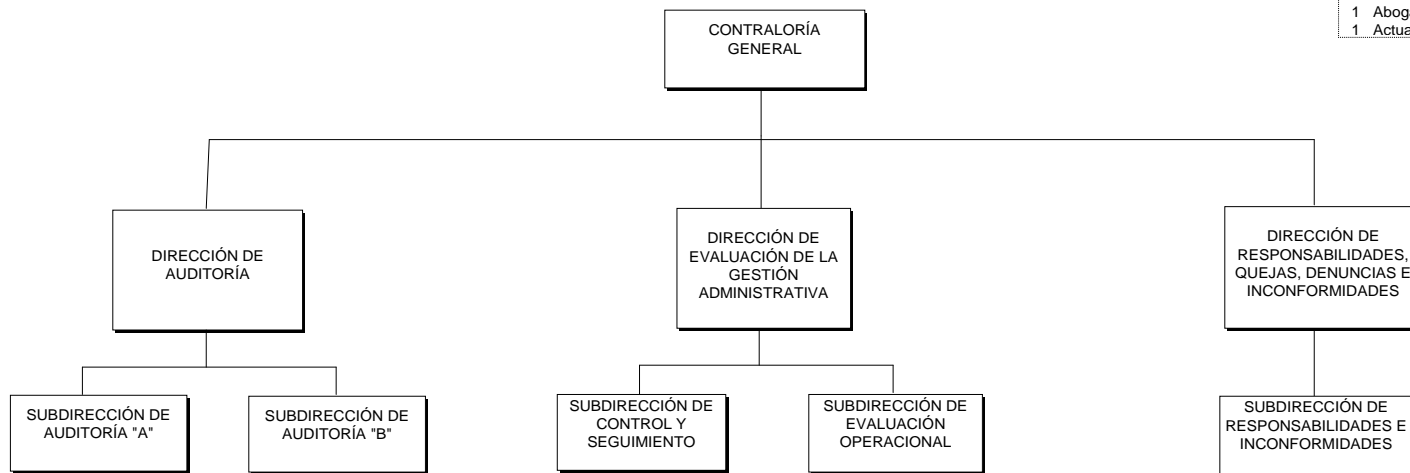 1
1
CONTRALORÍA
GENERAL
DIRECCIÓN DE
AUDITORÍA
DIRECCIÓN DE
EVALUACIÓN DE LA
GESTIÓN
ADMINISTRATIVA
DIRECCIÓN DE
RESPONSABILIDADES,
QUEJAS, DENUNCIAS E
INCONFORMIDADES
SUBDIRECCIÓN DE
AUDITORÍA "A"
SUBDIRECCIÓN DE
AUDITORÍA "B"
SUBDIRECCIÓN DE
CONTROL Y
SEGUIMIENTO
SUBDIRECCIÓN DE
EVALUACIÓN
OPERACIONAL
SUBDIRECCIÓN DE
RESPONSABILIDADES E
INCONFORMIDADES